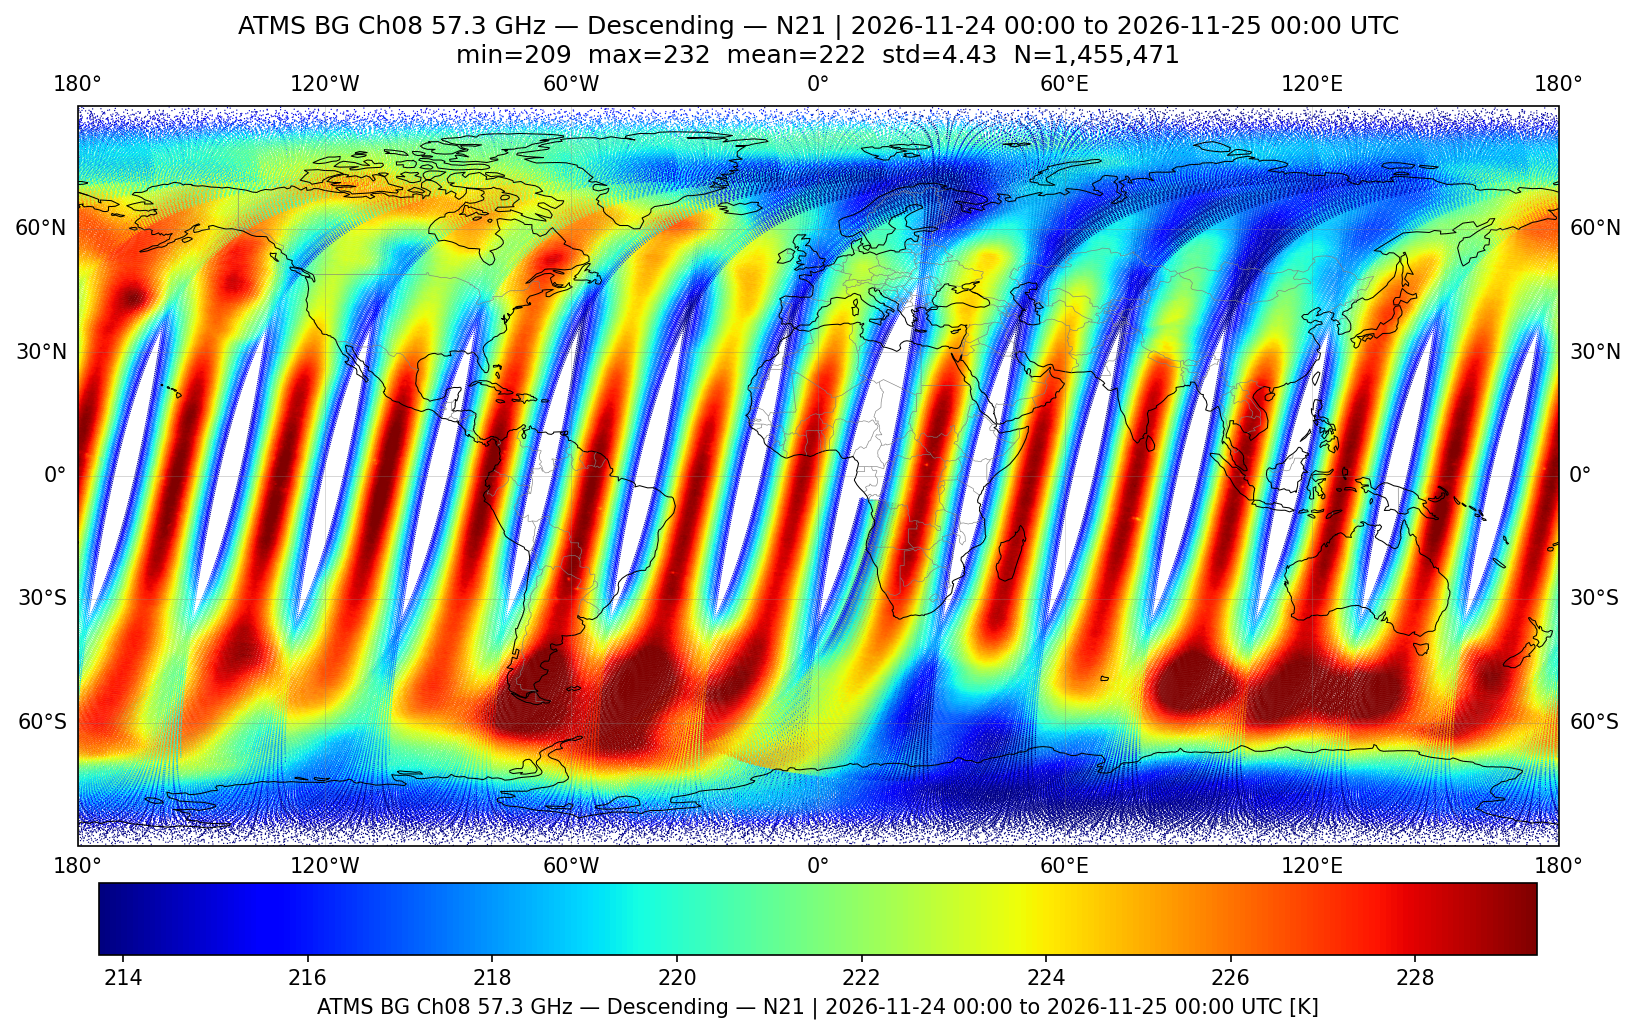 ATMS BG Ch08 57.3 GHz — Descending — N21 | 2026-11-24 00:00 to 2026-11-25 00:00 UTC
min=209 max=232 mean=222 std=4.43 N=1,455,471
180° 120°W 60°W 0° 60°E 120°E 180°
60°N 60°N
30°N 30°N
0° 0°
30°S 30°S
60°S 60°S
180° 120°W 60°W 0° 60°E 120°E 180°
214 216 218 220 222 224 226 228
ATMS BG Ch08 57.3 GHz — Descending — N21 | 2026-11-24 00:00 to 2026-11-25 00:00 UTC [K]